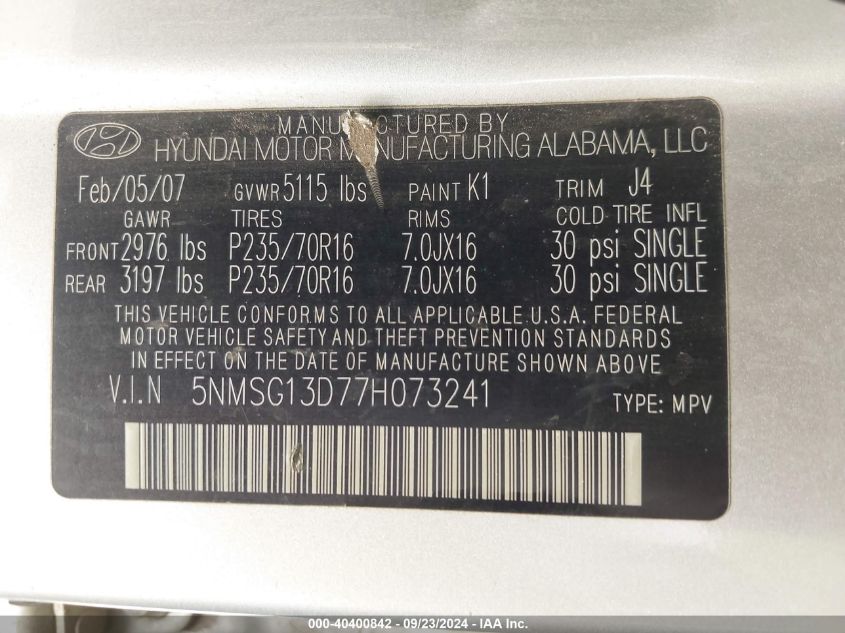 MANUFACTURED BY
HYUNDAI MOTOR MANUFACTURING ALABAMA, LLC
Feb/05/07 GVWR 5115 lbs PAINT K1 TRIM J4
GAWR TIRES RIMS COLD TIRE INFL
FRONT 2976 lbs P235/70R16 7.0JX16 30 psi SINGLE
REAR 3197 lbs P235/70R16 7.0JX16 30 psi SINGLE
THIS VEHICLE CONFORMS TO ALL APPLICABLE U.S.A. FEDERAL
MOTOR VEHICLE SAFETY AND THEFT PREVENTION STANDARDS
IN EFFECT ON THE DATE OF MANUFACTURE SHOWN ABOVE
V.I.N 5NMSG13D77H073241 TYPE: MPV
000-40400842 - 09/23/2024 - IAA Inc.